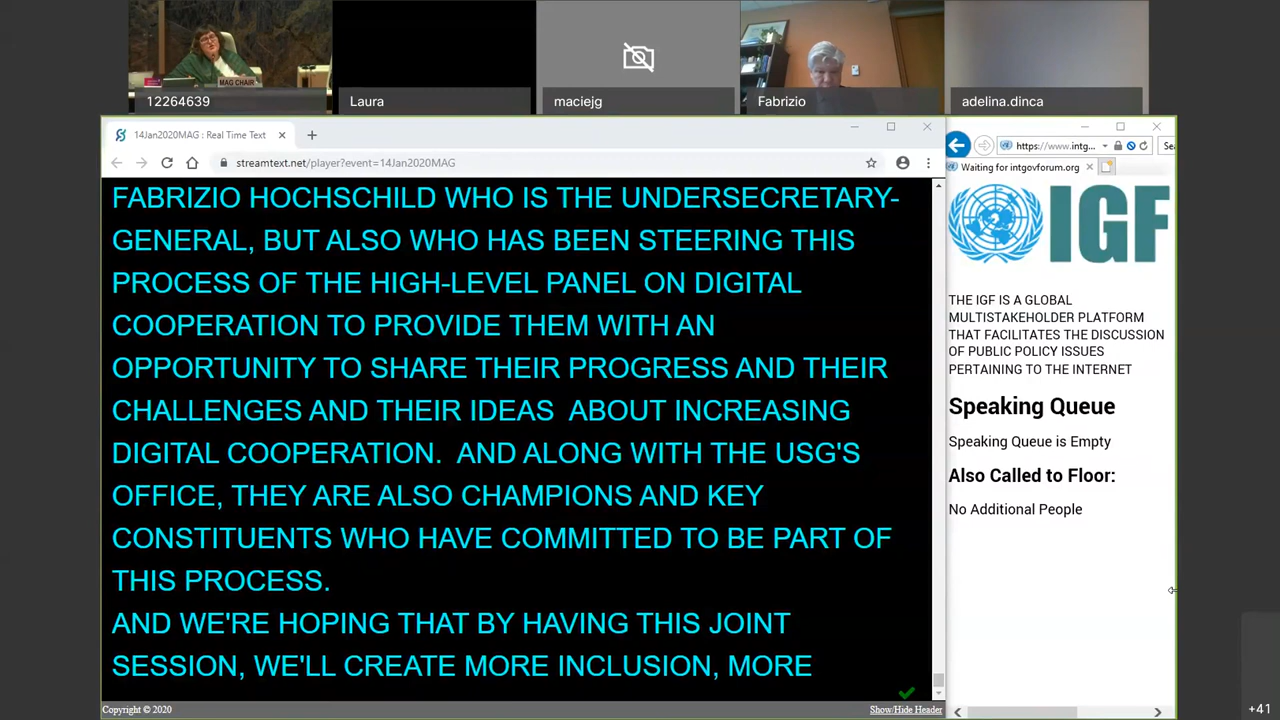 MAG CHAIR
12264639
Laura
maciejg
Fabrizio
adelina.dinca
14Jan2020MAG : Real Time Text
streamtext.net/player?event=14Jan2020MAG
FABRIZIO HOCHSCHILD WHO IS THE UNDERSECRETARY-
GENERAL, BUT ALSO WHO HAS BEEN STEERING THIS
PROCESS OF THE HIGH-LEVEL PANEL ON DIGITAL
COOPERATION TO PROVIDE THEM WITH AN
OPPORTUNITY TO SHARE THEIR PROGRESS AND THEIR
CHALLENGES AND THEIR IDEAS  ABOUT INCREASING
DIGITAL COOPERATION.  AND ALONG WITH THE USG'S
OFFICE, THEY ARE ALSO CHAMPIONS AND KEY
CONSTITUENTS WHO HAVE COMMITTED TO BE PART OF
THIS PROCESS.
AND WE'RE HOPING THAT BY HAVING THIS JOINT
SESSION, WE'LL CREATE MORE INCLUSION, MORE
Copyright © 2020
Show/Hide Header
https://www.intg...
Sea
Waiting for intgovforum.org
IGF
THE IGF IS A GLOBAL
MULTISTAKEHOLDER PLATFORM
THAT FACILITATES THE DISCUSSION
OF PUBLIC POLICY ISSUES
PERTAINING TO THE INTERNET
Speaking Queue
Speaking Queue is Empty
Also Called to Floor:
No Additional People
+41